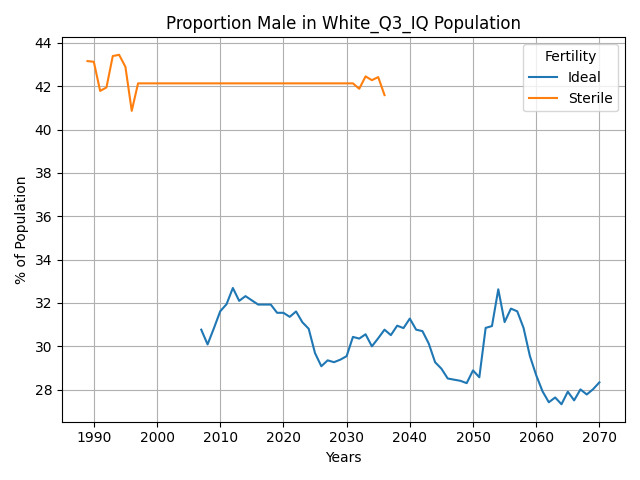 Proportion Male in White_Q3_IQ Population
44
42
40
38
36
34
32
30
28
% of Population
Fertility
Ideal
Sterile
1990 2000 2010 2020 2030 2040 2050 2060 2070
Years